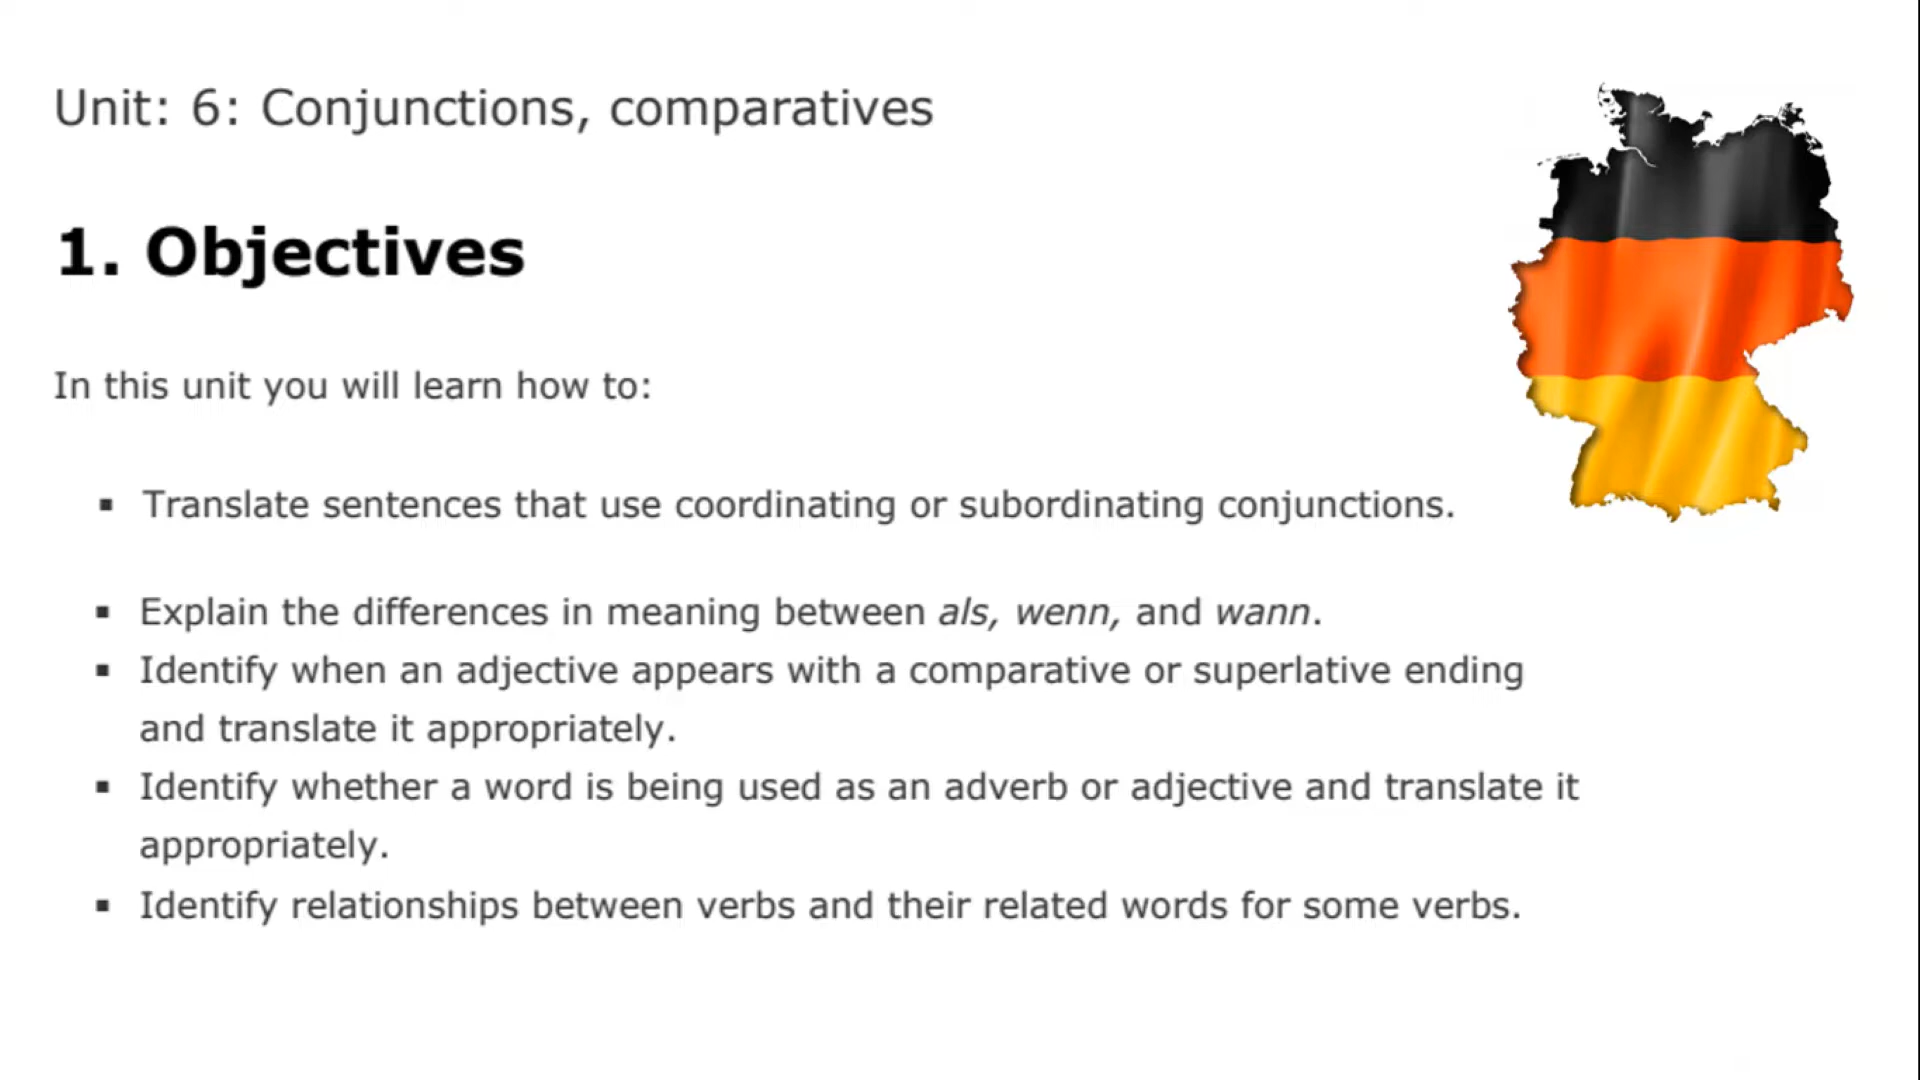 Unit: 6: Conjunctions, comparatives
1. Objectives
In this unit you will learn how to:
▪ Translate sentences that use coordinating or subordinating conjunctions.
▪ Explain the differences in meaning between als, wenn, and wann.
▪ Identify when an adjective appears with a comparative or superlative ending
and translate it appropriately.
▪ Identify whether a word is being used as an adverb or adjective and translate it
appropriately.
▪ Identify relationships between verbs and their related words for some verbs.